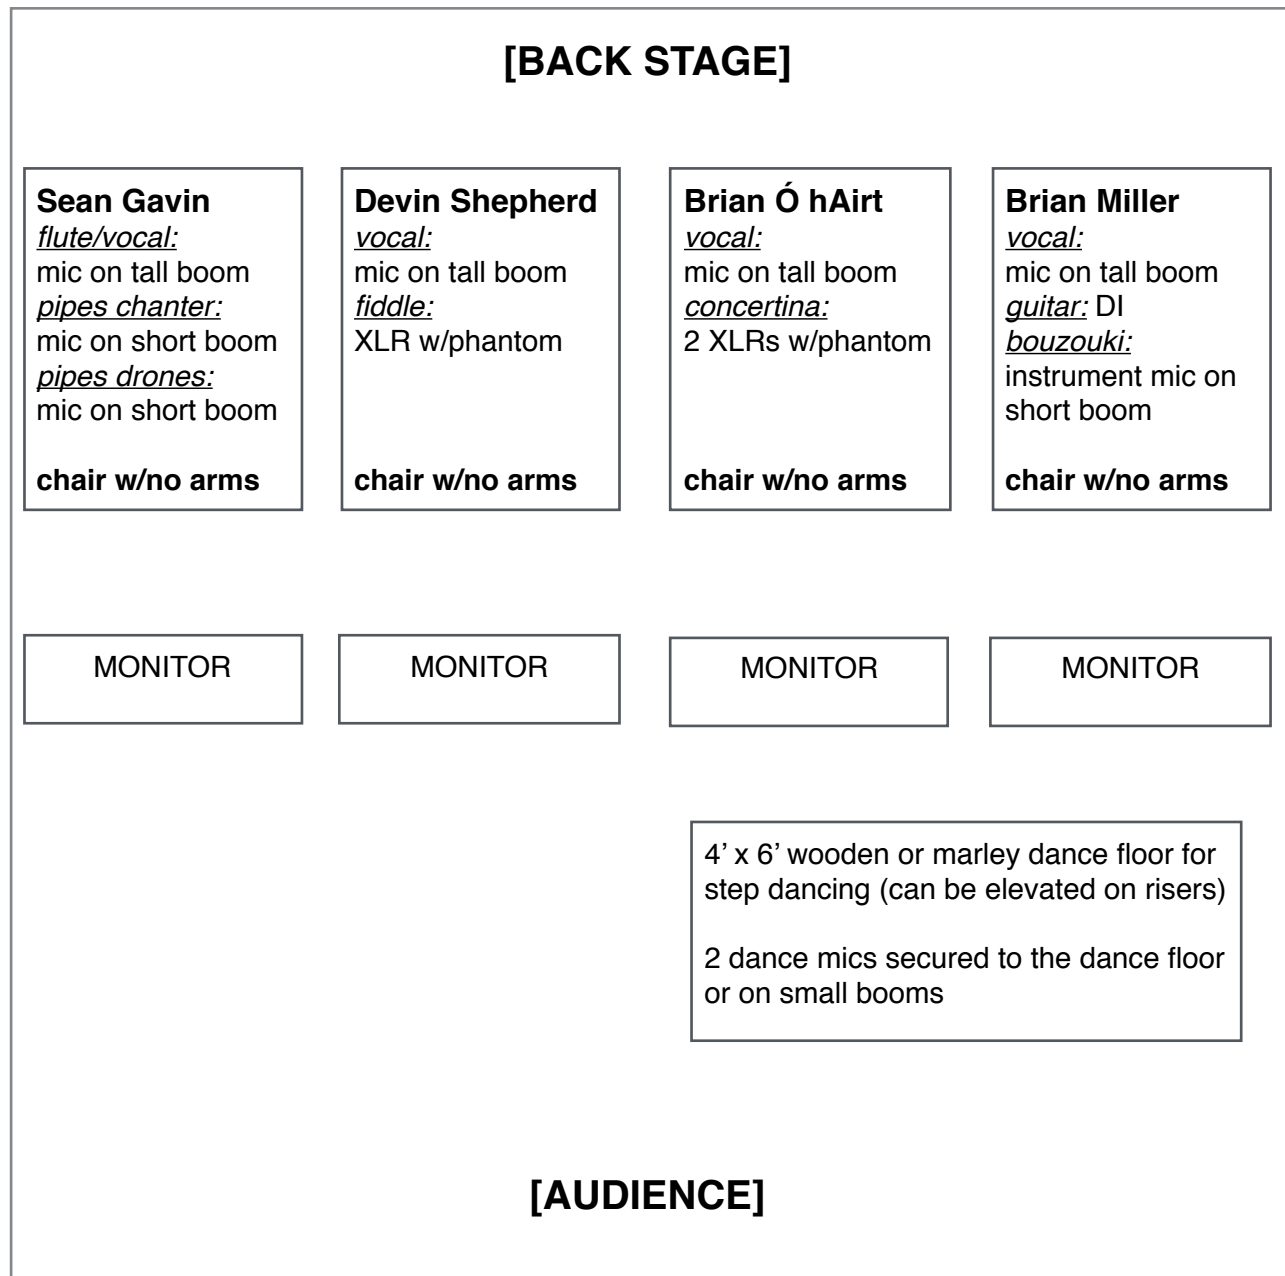 [BACK STAGE]
Sean Gavin
flute/vocal:
mic on tall boom
pipes chanter:
mic on short boom
pipes drones:
mic on short boom
chair w/no arms
Devin Shepherd
vocal:
mic on tall boom
fiddle:
XLR w/phantom
chair w/no arms
Brian Ó hAirt
vocal:
mic on tall boom
concertina:
2 XLRs w/phantom
chair w/no arms
Brian Miller
vocal:
mic on tall boom
guitar: DI
bouzouki:
instrument mic on
short boom
chair w/no arms
MONITOR
MONITOR
MONITOR
MONITOR
4’ x 6’ wooden or marley dance floor for
step dancing (can be elevated on risers)
2 dance mics secured to the dance floor
or on small booms
[AUDIENCE]